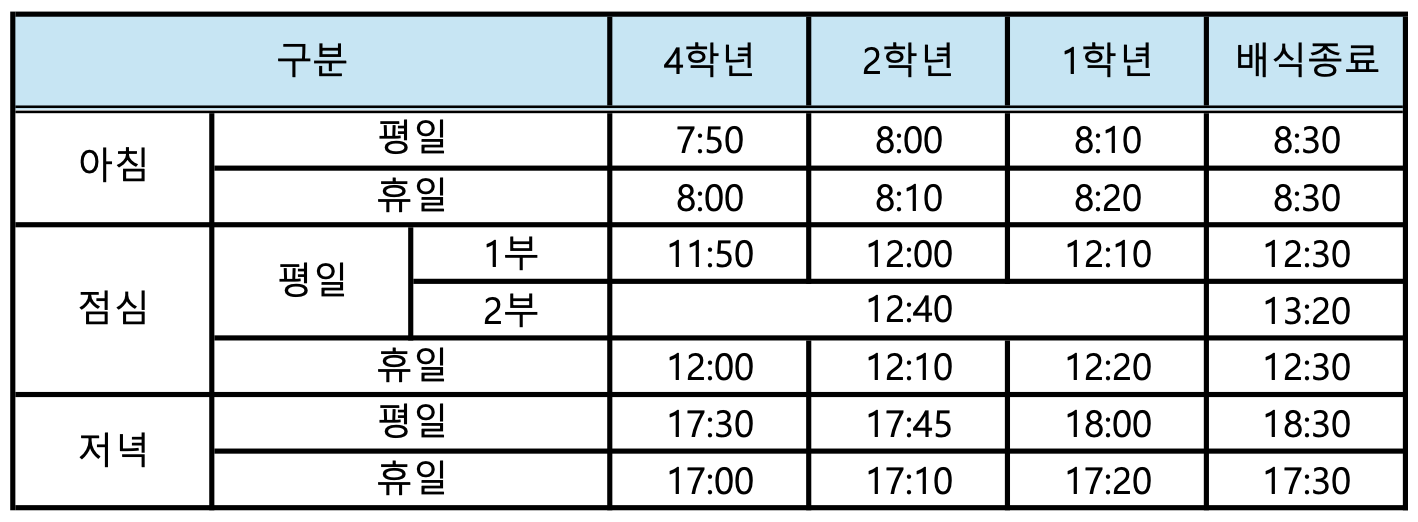 구분 4학년 2학년 1학년 배식종료
아침 평일 7:50 8:00 8:10 8:30
휴일 8:00 8:10 8:20 8:30
점심 평일 1부 11:50 12:00 12:10 12:30
2부 12:40 13:20
휴일 12:00 12:10 12:20 12:30
저녁 평일 17:30 17:45 18:00 18:30
휴일 17:00 17:10 17:20 17:30